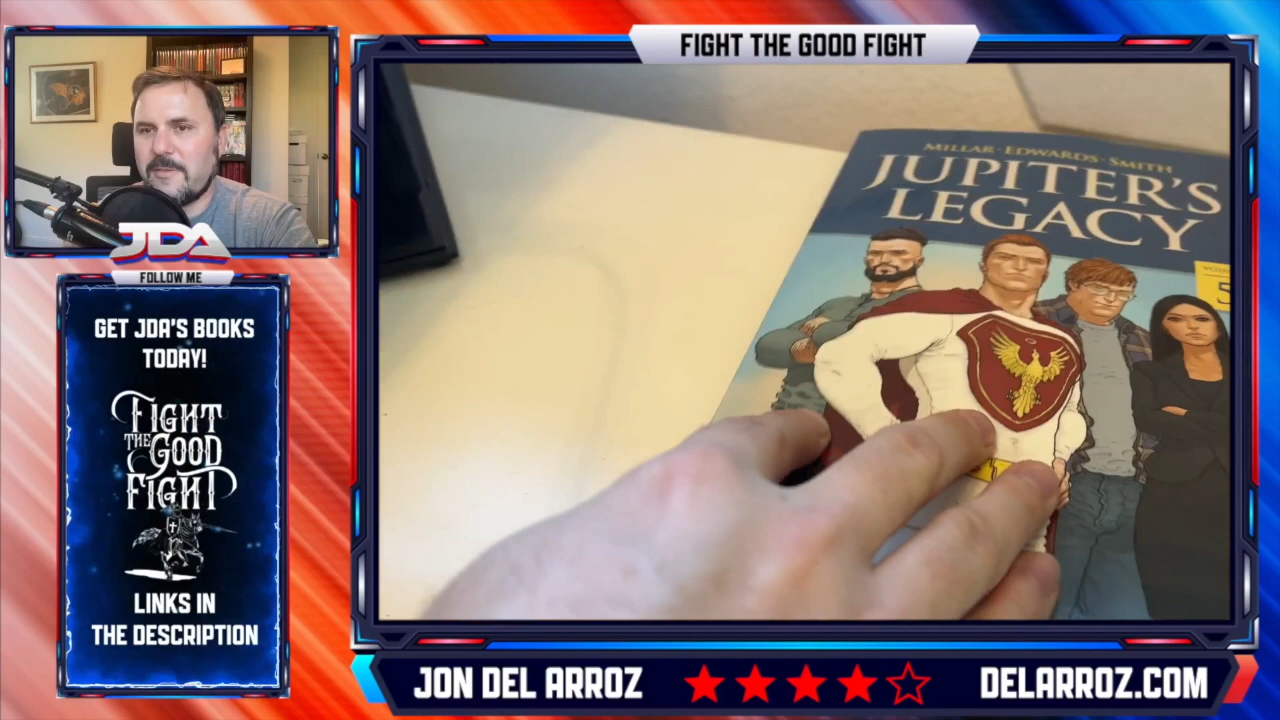 FIGHT THE GOOD FIGHT
JDA
FOLLOW ME
GET JDA'S BOOKS
TODAY!
FIGHT
THE GOOD
FIGHT
LINKS IN
THE DESCRIPTION
MILLAR · EDWARDS · SMITH
JUPITER'S
LEGACY
5
JON DEL ARROZ
DELARROZ.COM